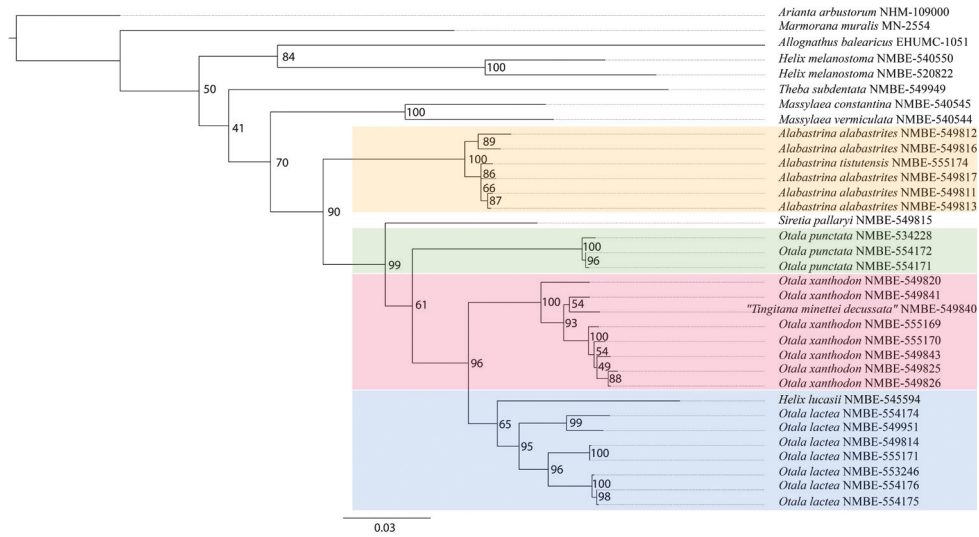 Arianta arbustorum NHM-109000
Marmorana muralis MN-2554
Allognathus balearicus EHUMC-1051
84
Helix melanostoma NMBE-540550
100
Helix melanostoma NMBE-520822
50
Theba subdentata NMBE-549949
41
Massylaea constantina NMBE-540545
100
Massylaea vermiculata NMBE-540544
70
Alabastrina alabastrites NMBE-549812
89
Alabastrina alabastrites NMBE-549816
100
Alabastrina tistutensis NMBE-555174
86
Alabastrina alabastrites NMBE-549817
66
Alabastrina alabastrites NMBE-549811
87
Alabastrina alabastrites NMBE-549813
90
Siretia pallaryi NMBE-549815
99
Otala punctata NMBE-534228
100
Otala punctata NMBE-554172
96
Otala punctata NMBE-554171
61
Otala xanthodon NMBE-549820
100
Otala xanthodon NMBE-549841
54
"Tingitana minettei decussata" NMBE-549840
93
Otala xanthodon NMBE-555169
100
Otala xanthodon NMBE-555170
54
Otala xanthodon NMBE-549843
49
Otala xanthodon NMBE-549825
88
Otala xanthodon NMBE-549826
96
Helix lucasii NMBE-545594
65
Otala lactea NMBE-554174
99
Otala lactea NMBE-549951
95
Otala lactea NMBE-549814
100
Otala lactea NMBE-555171
96
Otala lactea NMBE-553246
100
Otala lactea NMBE-554176
98
Otala lactea NMBE-554175
0.03